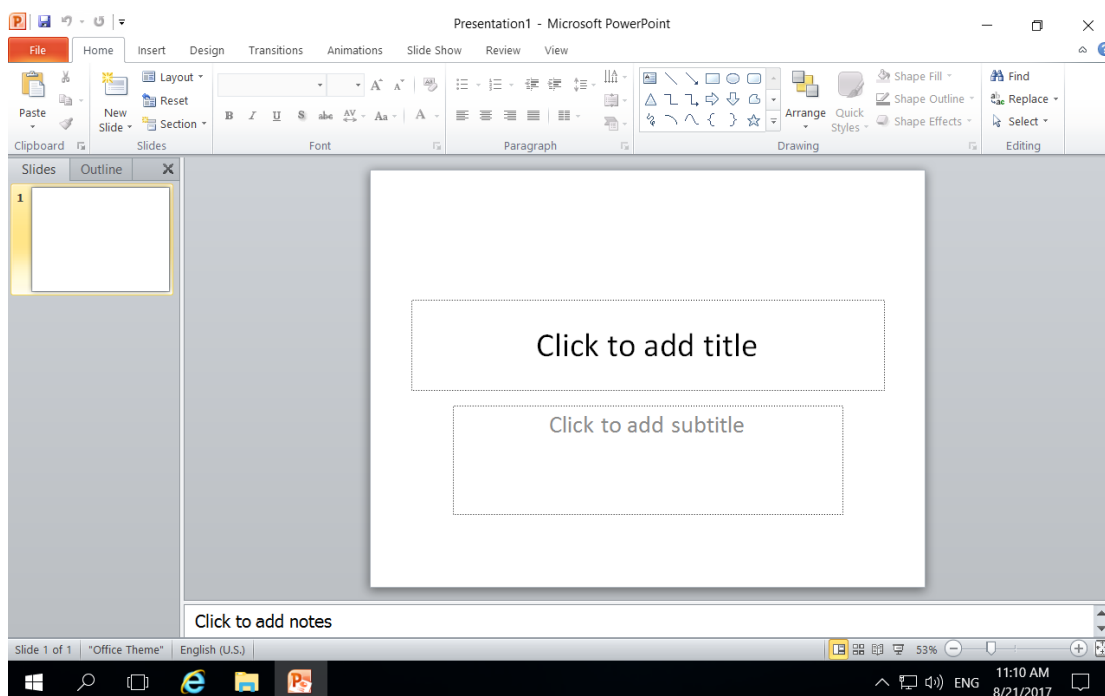 Presentation1 - Microsoft PowerPoint
File Home Insert Design Transitions Animations Slide Show Review View
Paste
New Slide
Layout
Reset
Section
B I U S abc AV Aa A
Arrange
Quick Styles
Shape Fill
Shape Outline
Shape Effects
Find
Replace
Select
Clipboard Slides Font Paragraph Drawing Editing
Slides Outline
1
Click to add title
Click to add subtitle
Click to add notes
Slide 1 of 1 "Office Theme" English (U.S.) 53%
ENG
11:10 AM
8/21/2017